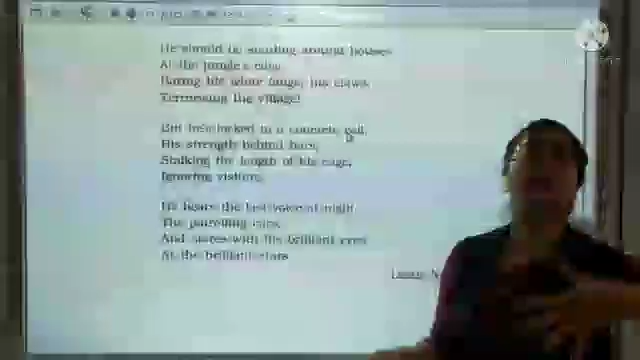 He should be snarling around houses
At the jungle's edge,
Baring his white fangs, his claws,
Terrorising the village!
But he's locked in a concrete cell,
His strength behind bars,
Stalking the length of his cage,
Ignoring visitors.
He hears the last voice at night,
The patrolling cars,
And stares with his brilliant eyes
At the brilliant stars.